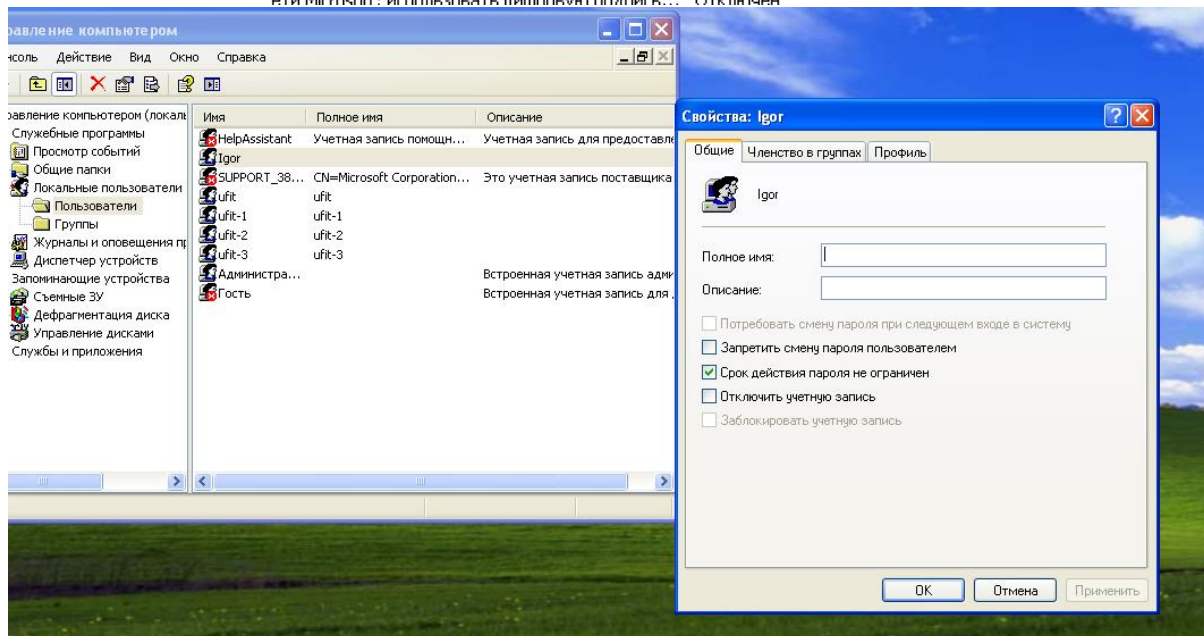 Отключен
равление компьютером
нсоль Действие Вид Окно Справка
равление компьютером (локаль
Служебные программы
Просмотр событий
Общие папки
Локальные пользователи
Пользователи
Группы
Журналы и оповещения пр
Диспетчер устройств
Запоминающие устройства
Съемные ЗУ
Дефрагментация диска
Управление дисками
Службы и приложения
Имя Полное имя Описание
HelpAssistant Учетная запись помощн... Учетная запись для предоставле
Igor
SUPPORT_38... CN=Microsoft Corporation... Это учетная запись поставщика
ufit ufit
ufit-1 ufit-1
ufit-2 ufit-2
ufit-3 ufit-3
Администра... Встроенная учетная запись адми
Гость Встроенная учетная запись для
Свойства: Igor
Общие Членство в группах Профиль
Igor
Полное имя:
Описание:
Потребовать смену пароля при следующем входе в систему
Запретить смену пароля пользователем
Срок действия пароля не ограничен
Отключить учетную запись
Заблокировать учетную запись
OK Отмена Применить